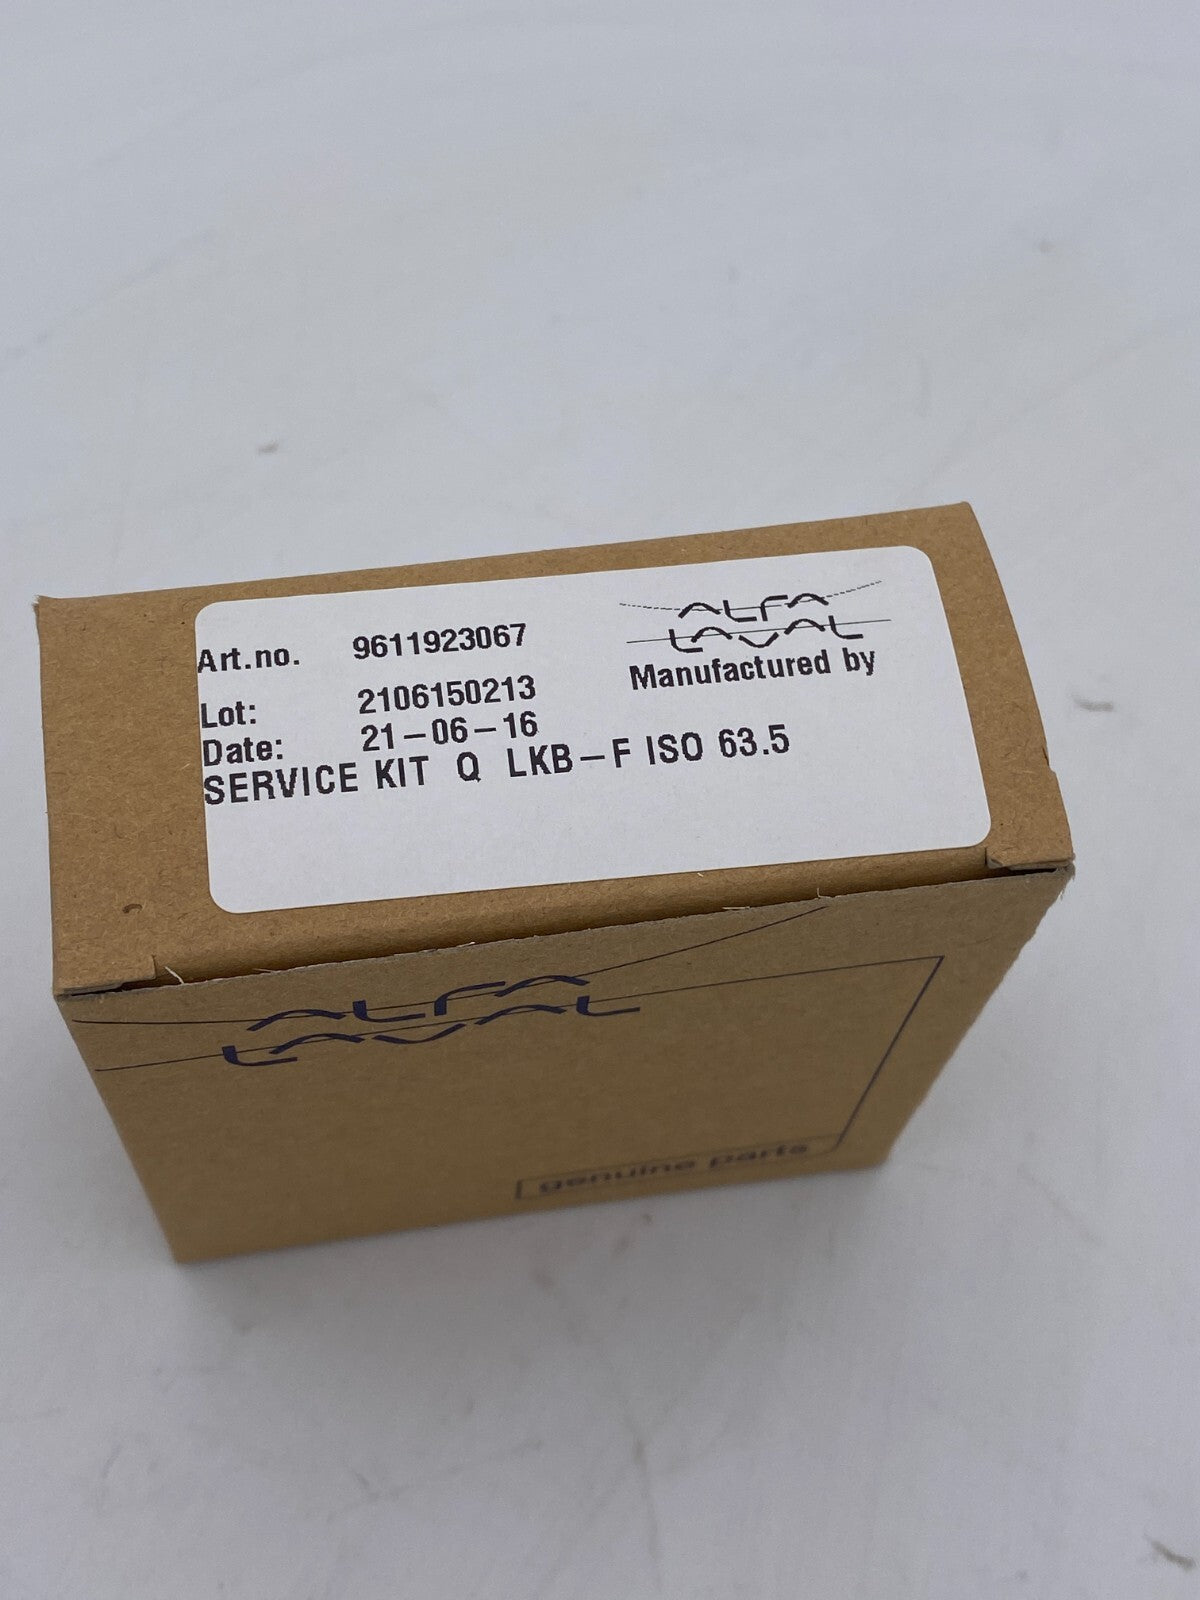 ALFA
LAVAL
Manufactured by
Art.no. 9611923067
Lot: 2106150213
Date: 21-06-16
SERVICE KIT Q LKB-F ISO 63.5
ALFA
LAVAL
genuine parts